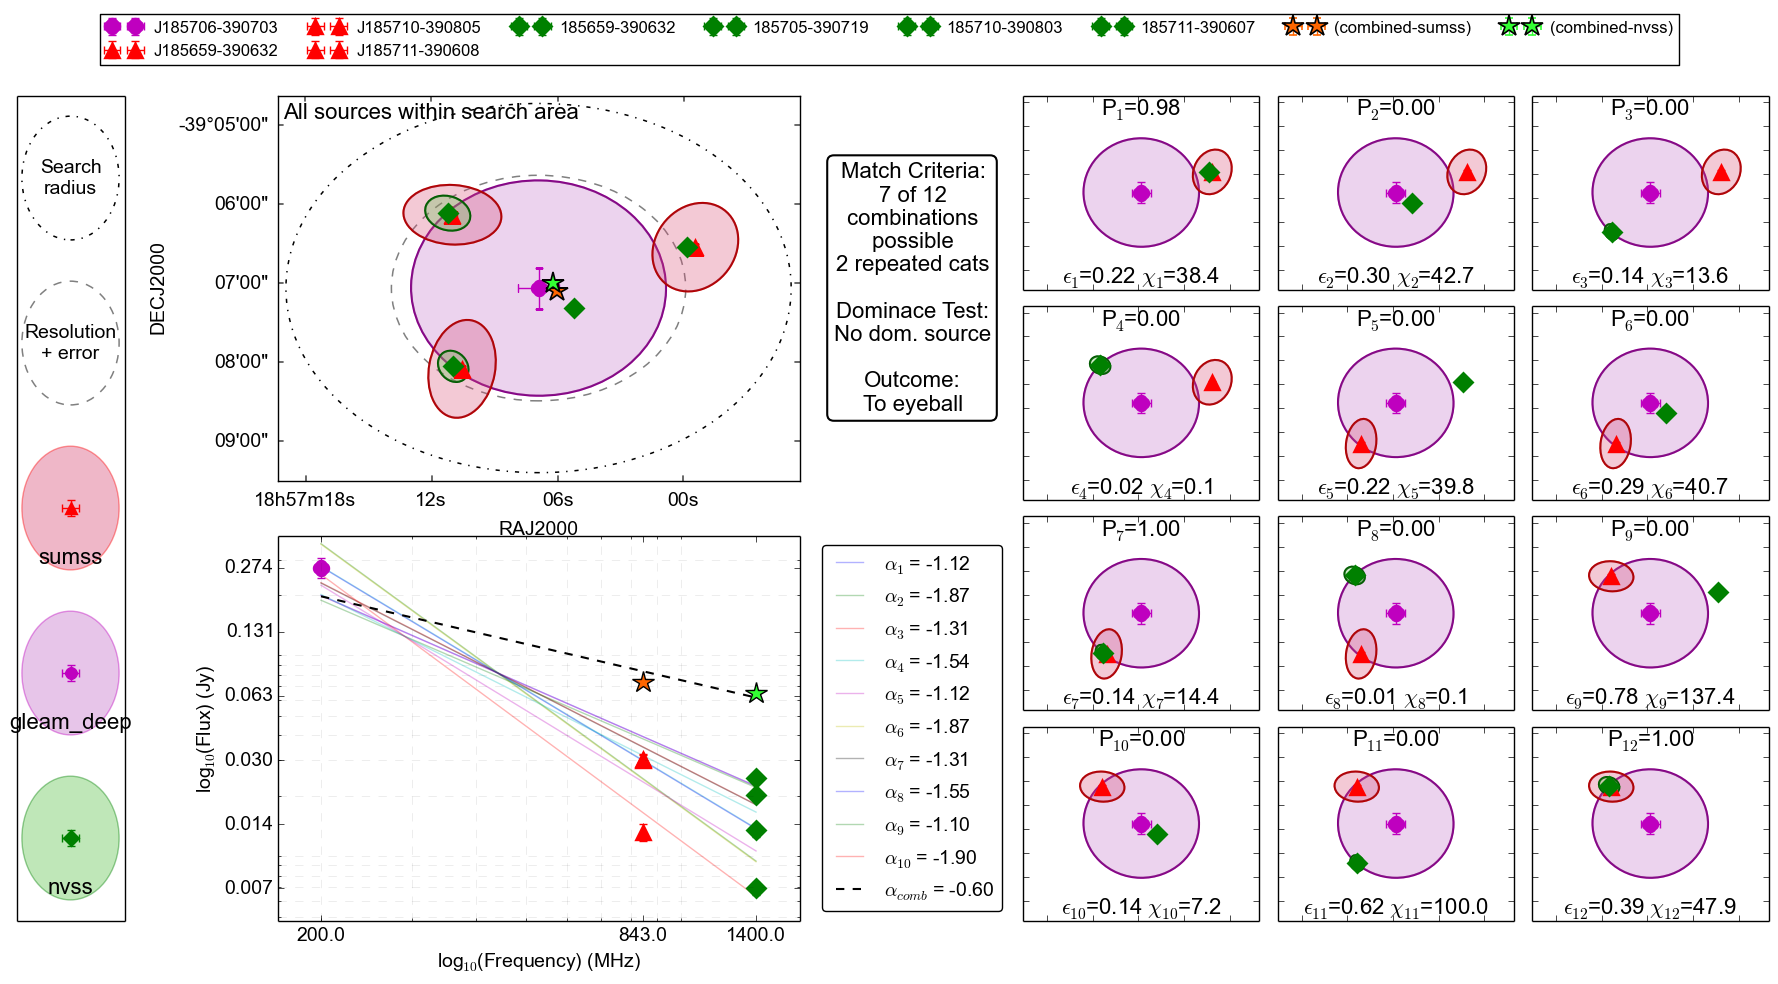 J185706-390703
J185710-390805
185659-390632
185705-390719
185710-390803
185711-390607
(combined-sumss)
(combined-nvss)
J185659-390632
J185711-390608
Search
radius
Resolution
+ error
sumss
gleam_deep
nvss
All sources within search area
-39°05'00"
06'00"
07'00"
08'00"
09'00"
DECJ2000
18h57m18s
12s
06s
00s
RAJ2000
Match Criteria:
7 of 12
combinations
possible
2 repeated cats
Dominace Test:
No dom. source
Outcome:
To eyeball
0.274
0.131
0.063
0.030
0.014
0.007
log10(Flux) (Jy)
200.0
843.0
1400.0
log10(Frequency) (MHz)
α1 = -1.12
α2 = -1.87
α3 = -1.31
α4 = -1.54
α5 = -1.12
α6 = -1.87
α7 = -1.31
α8 = -1.55
α9 = -1.10
α10 = -1.90
αcomb = -0.60
P1=0.98
ϵ1=0.22 χ1=38.4
P2=0.00
ϵ2=0.30 χ2=42.7
P3=0.00
ϵ3=0.14 χ3=13.6
P4=0.00
ϵ4=0.02 χ4=0.1
P5=0.00
ϵ5=0.22 χ5=39.8
P6=0.00
ϵ6=0.29 χ6=40.7
P7=1.00
ϵ7=0.14 χ7=14.4
P8=0.00
ϵ8=0.01 χ8=0.1
P9=0.00
ϵ9=0.78 χ9=137.4
P10=0.00
ϵ10=0.14 χ10=7.2
P11=0.00
ϵ11=0.62 χ11=100.0
P12=1.00
ϵ12=0.39 χ12=47.9